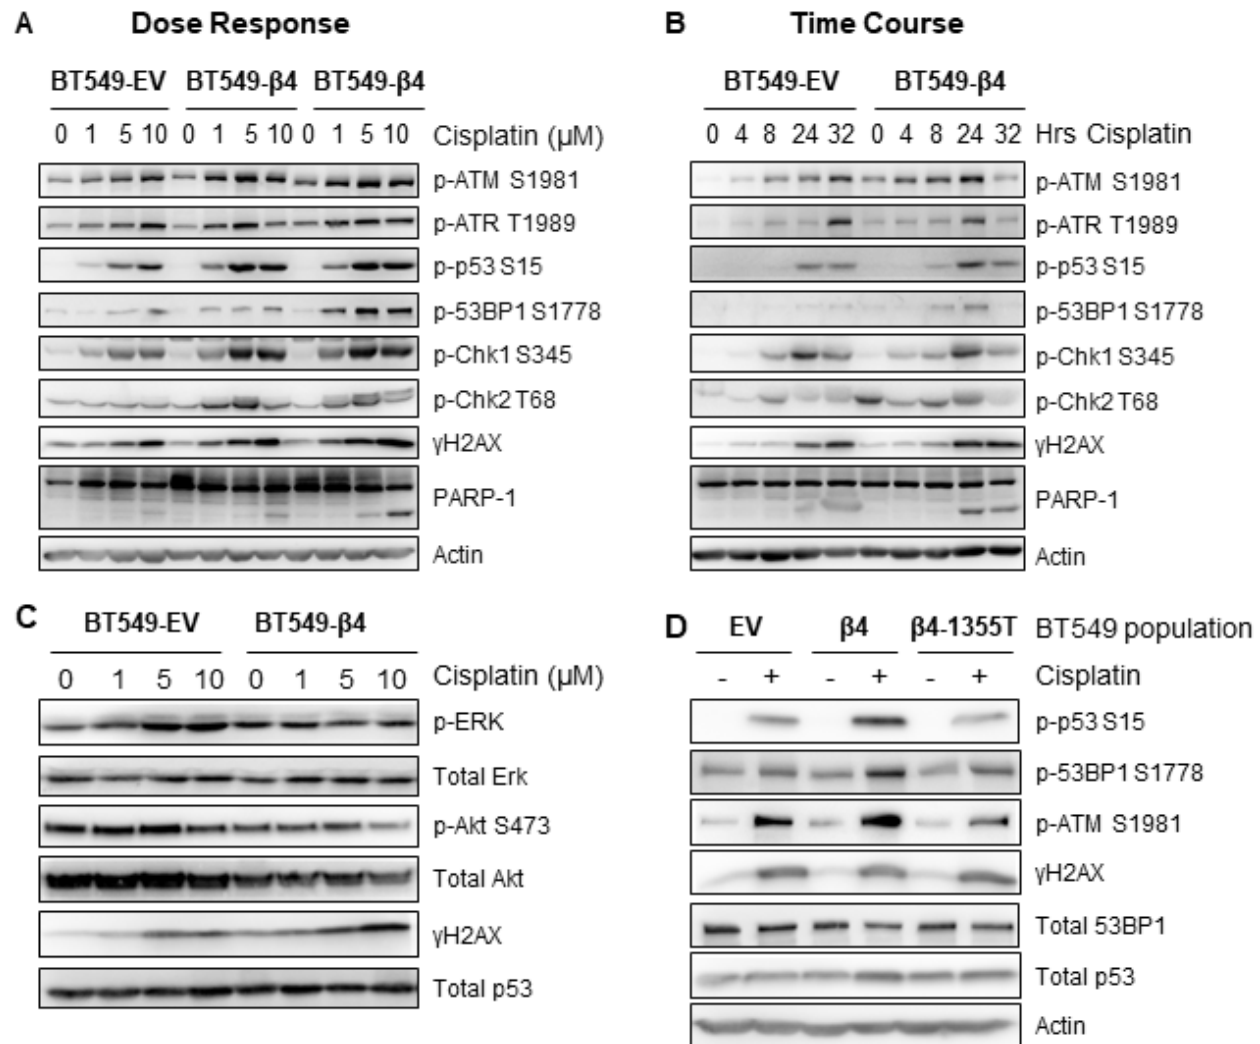 A Dose Response
BT549-EV BT549-β4 BT549-β4
0 1 5 10 0 1 5 10 0 1 5 10 Cisplatin (μM)
p-ATM S1981
p-ATR T1989
p-p53 S15
p-53BP1 S1778
p-Chk1 S345
p-Chk2 T68
γH2AX
PARP-1
Actin
B Time Course
BT549-EV BT549-β4
0 4 8 24 32 0 4 8 24 32 Hrs Cisplatin
p-ATM S1981
p-ATR T1989
p-p53 S15
p-53BP1 S1778
p-Chk1 S345
p-Chk2 T68
γH2AX
PARP-1
Actin
C BT549-EV BT549-β4
0 1 5 10 0 1 5 10 Cisplatin (μM)
p-ERK
Total Erk
p-Akt S473
Total Akt
γH2AX
Total p53
D EV β4 β4-1355T BT549 population
- + - + - + Cisplatin
p-p53 S15
p-53BP1 S1778
p-ATM S1981
γH2AX
Total 53BP1
Total p53
Actin